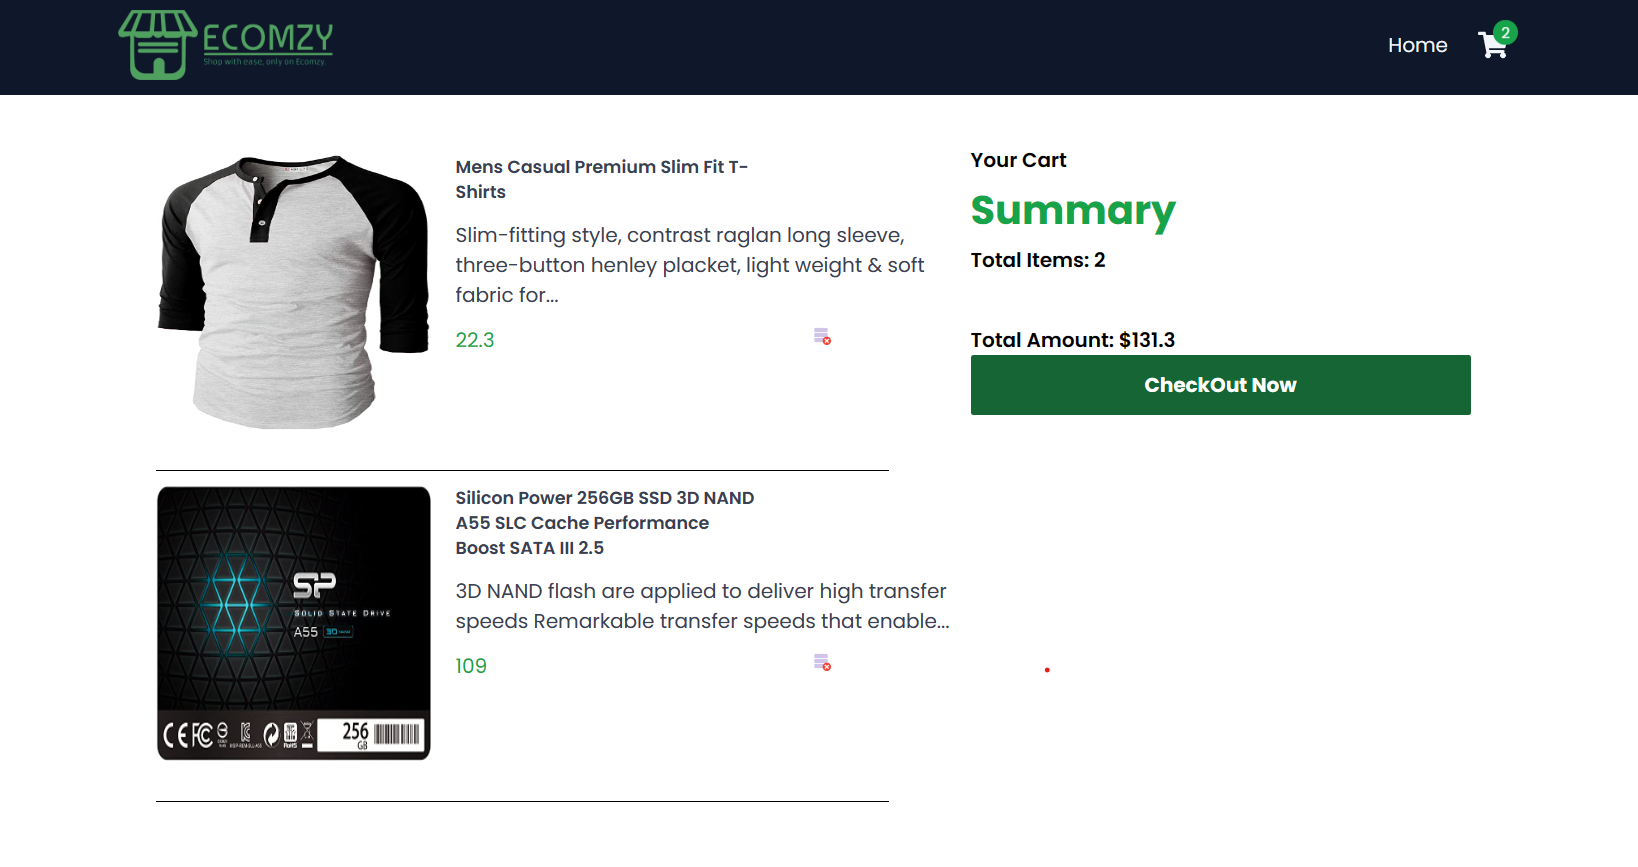 ECOMZY
Shop with ease, only on Ecomzy.
Home
2
Mens Casual Premium Slim Fit T-
Shirts
Slim-fitting style, contrast raglan long sleeve,
three-button henley placket, light weight & soft
fabric for...
22.3
Your Cart
Summary
Total Items: 2
Total Amount: $131.3
CheckOut Now
SP
SOLID STATE DRIVE
A55 3D NAND
CE FC
RoHS
256
GB
Silicon Power 256GB SSD 3D NAND
A55 SLC Cache Performance
Boost SATA III 2.5
3D NAND flash are applied to deliver high transfer
speeds Remarkable transfer speeds that enable...
109